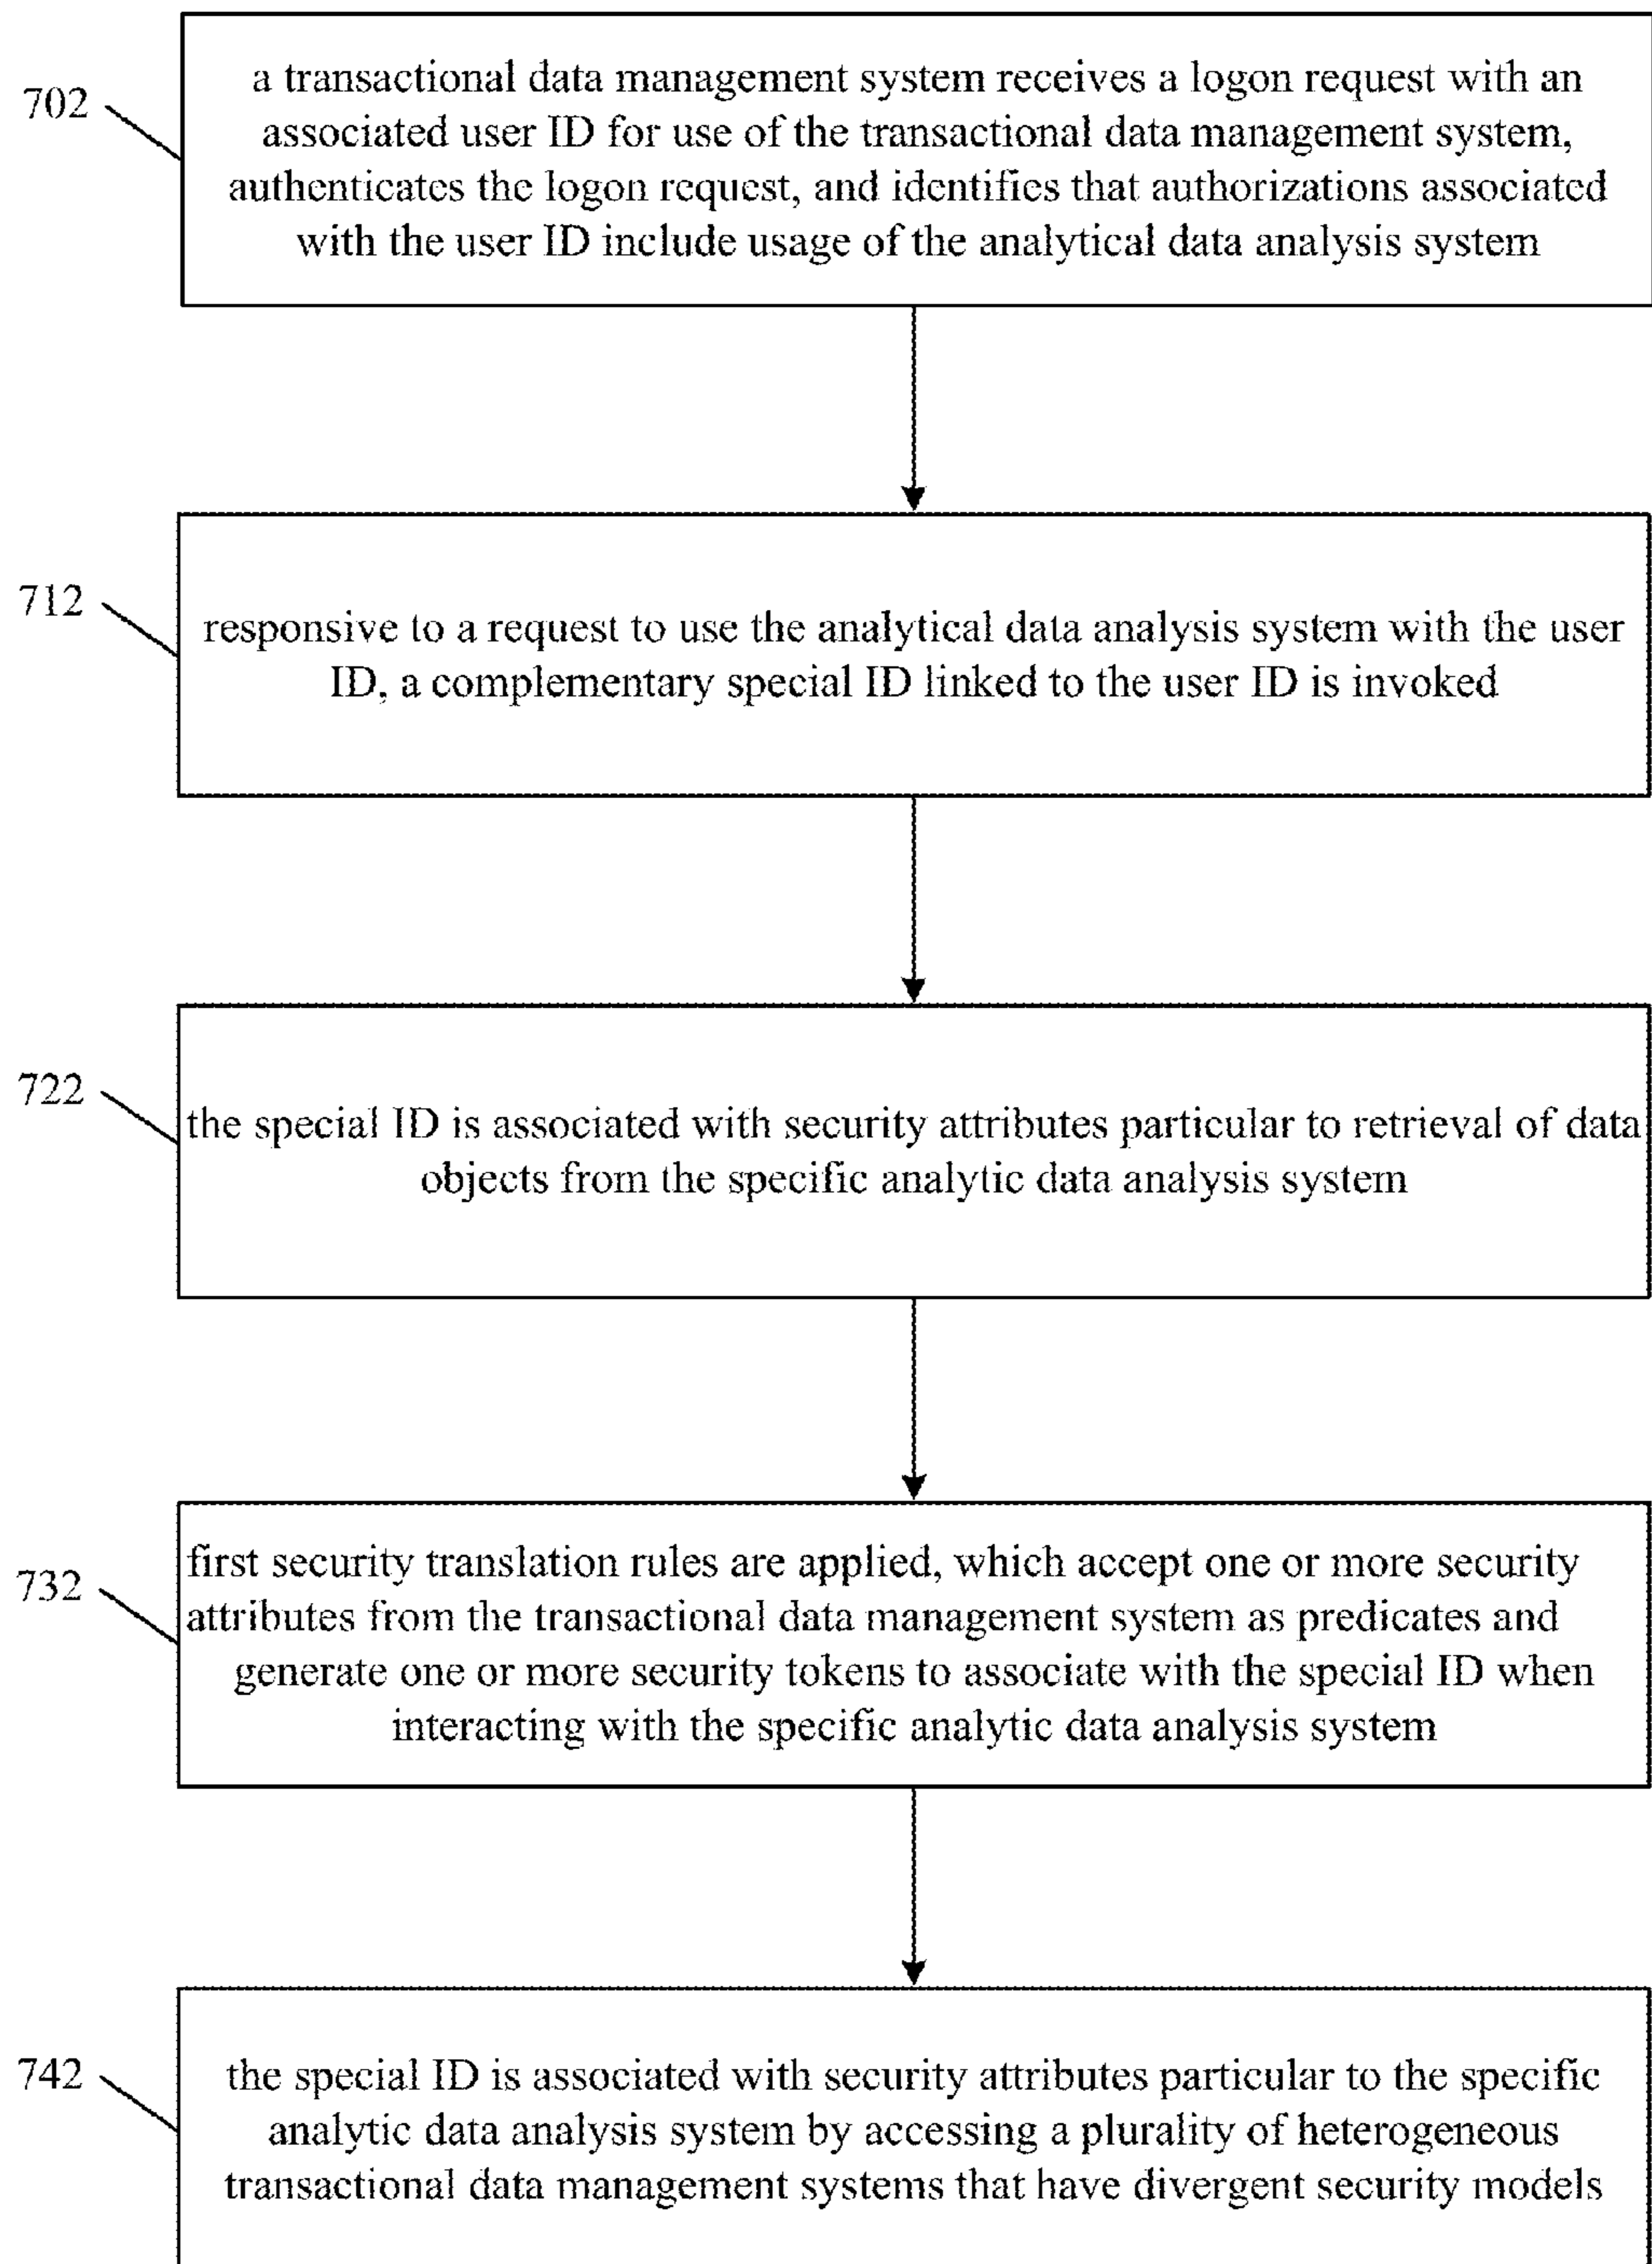 702
a transactional data management system receives a logon request with an
associated user ID for use of the transactional data management system,
authenticates the logon request, and identifies that authorizations associated
with the user ID include usage of the analytical data analysis system
712
responsive to a request to use the analytical data analysis system with the user
ID, a complementary special ID linked to the user ID is invoked
722
the special ID is associated with security attributes particular to retrieval of data
objects from the specific analytic data analysis system
732
first security translation rules are applied, which accept one or more security
attributes from the transactional data management system as predicates and
generate one or more security tokens to associate with the special ID when
interacting with the specific analytic data analysis system
742
the special ID is associated with security attributes particular to the specific
analytic data analysis system by accessing a plurality of heterogeneous
transactional data management systems that have divergent security models